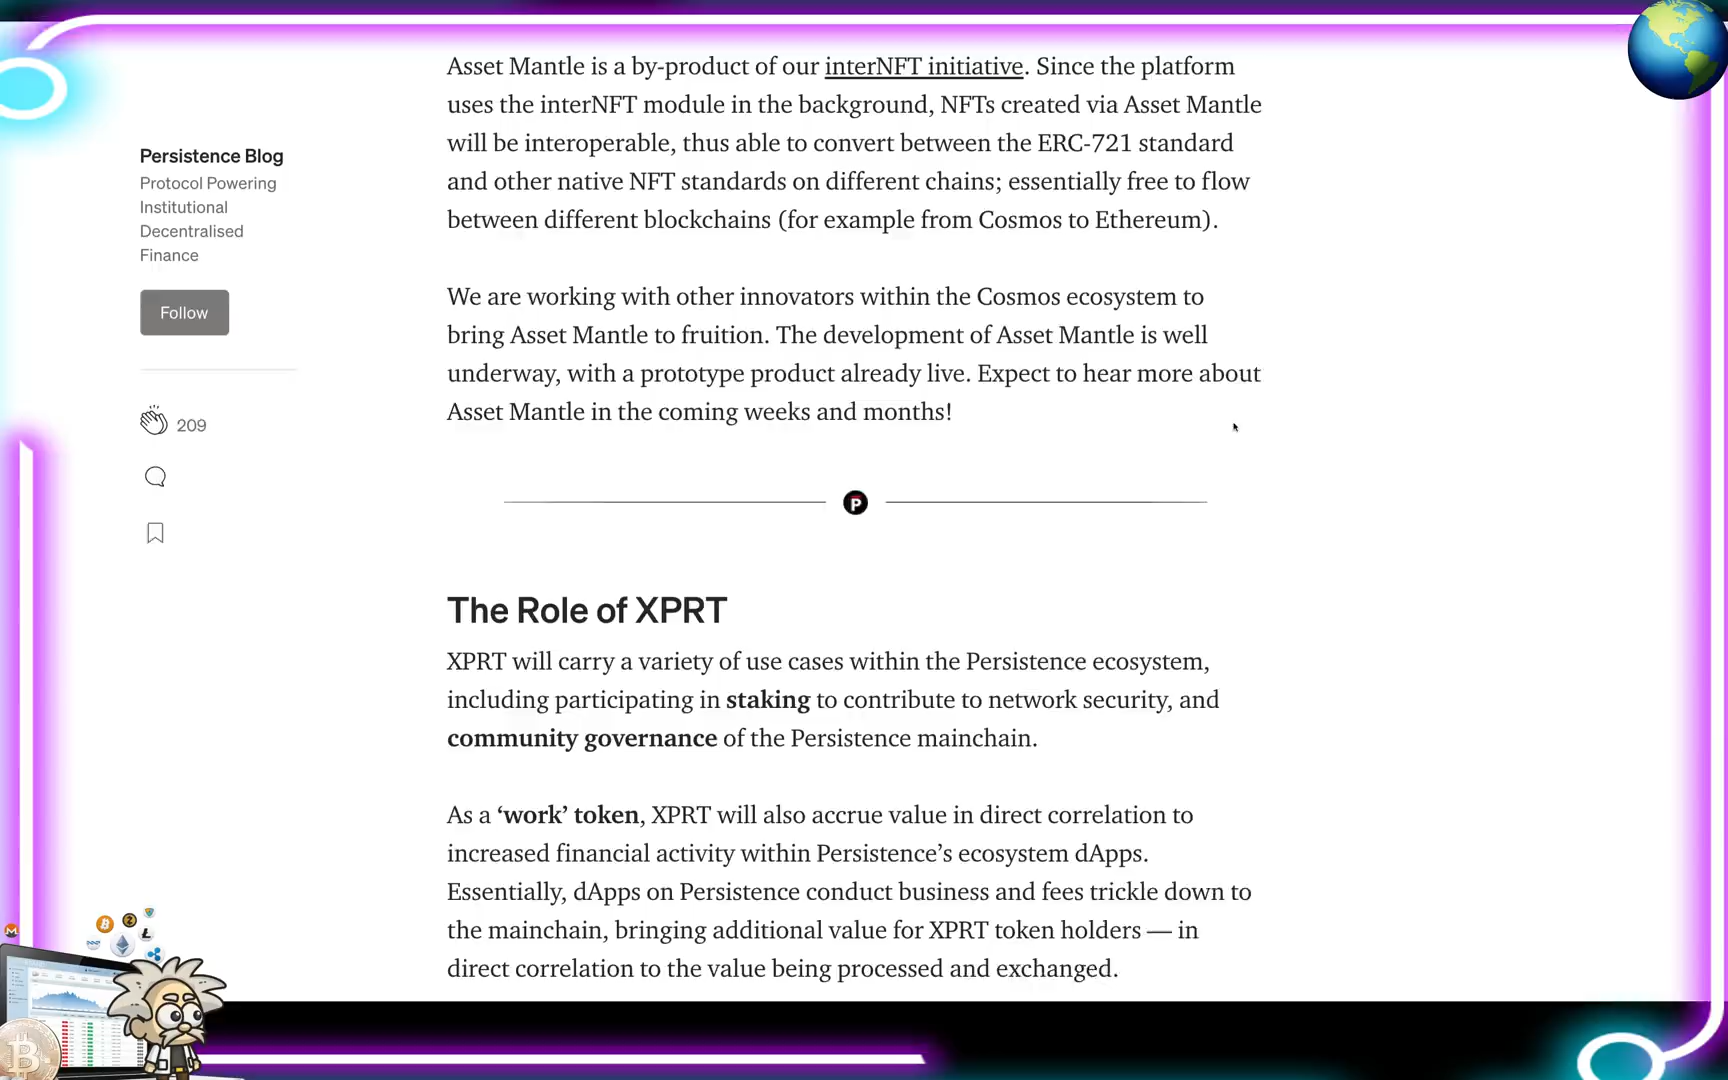 Asset Mantle is a by-product of our interNFT initiative. Since the platform
uses the interNFT module in the background, NFTs created via Asset Mantle
will be interoperable, thus able to convert between the ERC-721 standard
and other native NFT standards on different chains; essentially free to flow
between different blockchains (for example from Cosmos to Ethereum).
We are working with other innovators within the Cosmos ecosystem to
bring Asset Mantle to fruition. The development of Asset Mantle is well
underway, with a prototype product already live. Expect to hear more about
Asset Mantle in the coming weeks and months!
Persistence Blog
Protocol Powering
Institutional
Decentralised
Finance
Follow
209
P
The Role of XPRT
XPRT will carry a variety of use cases within the Persistence ecosystem,
including participating in staking to contribute to network security, and
community governance of the Persistence mainchain.
As a ‘work’ token, XPRT will also accrue value in direct correlation to
increased financial activity within Persistence’s ecosystem dApps.
Essentially, dApps on Persistence conduct business and fees trickle down to
the mainchain, bringing additional value for XPRT token holders — in
direct correlation to the value being processed and exchanged.